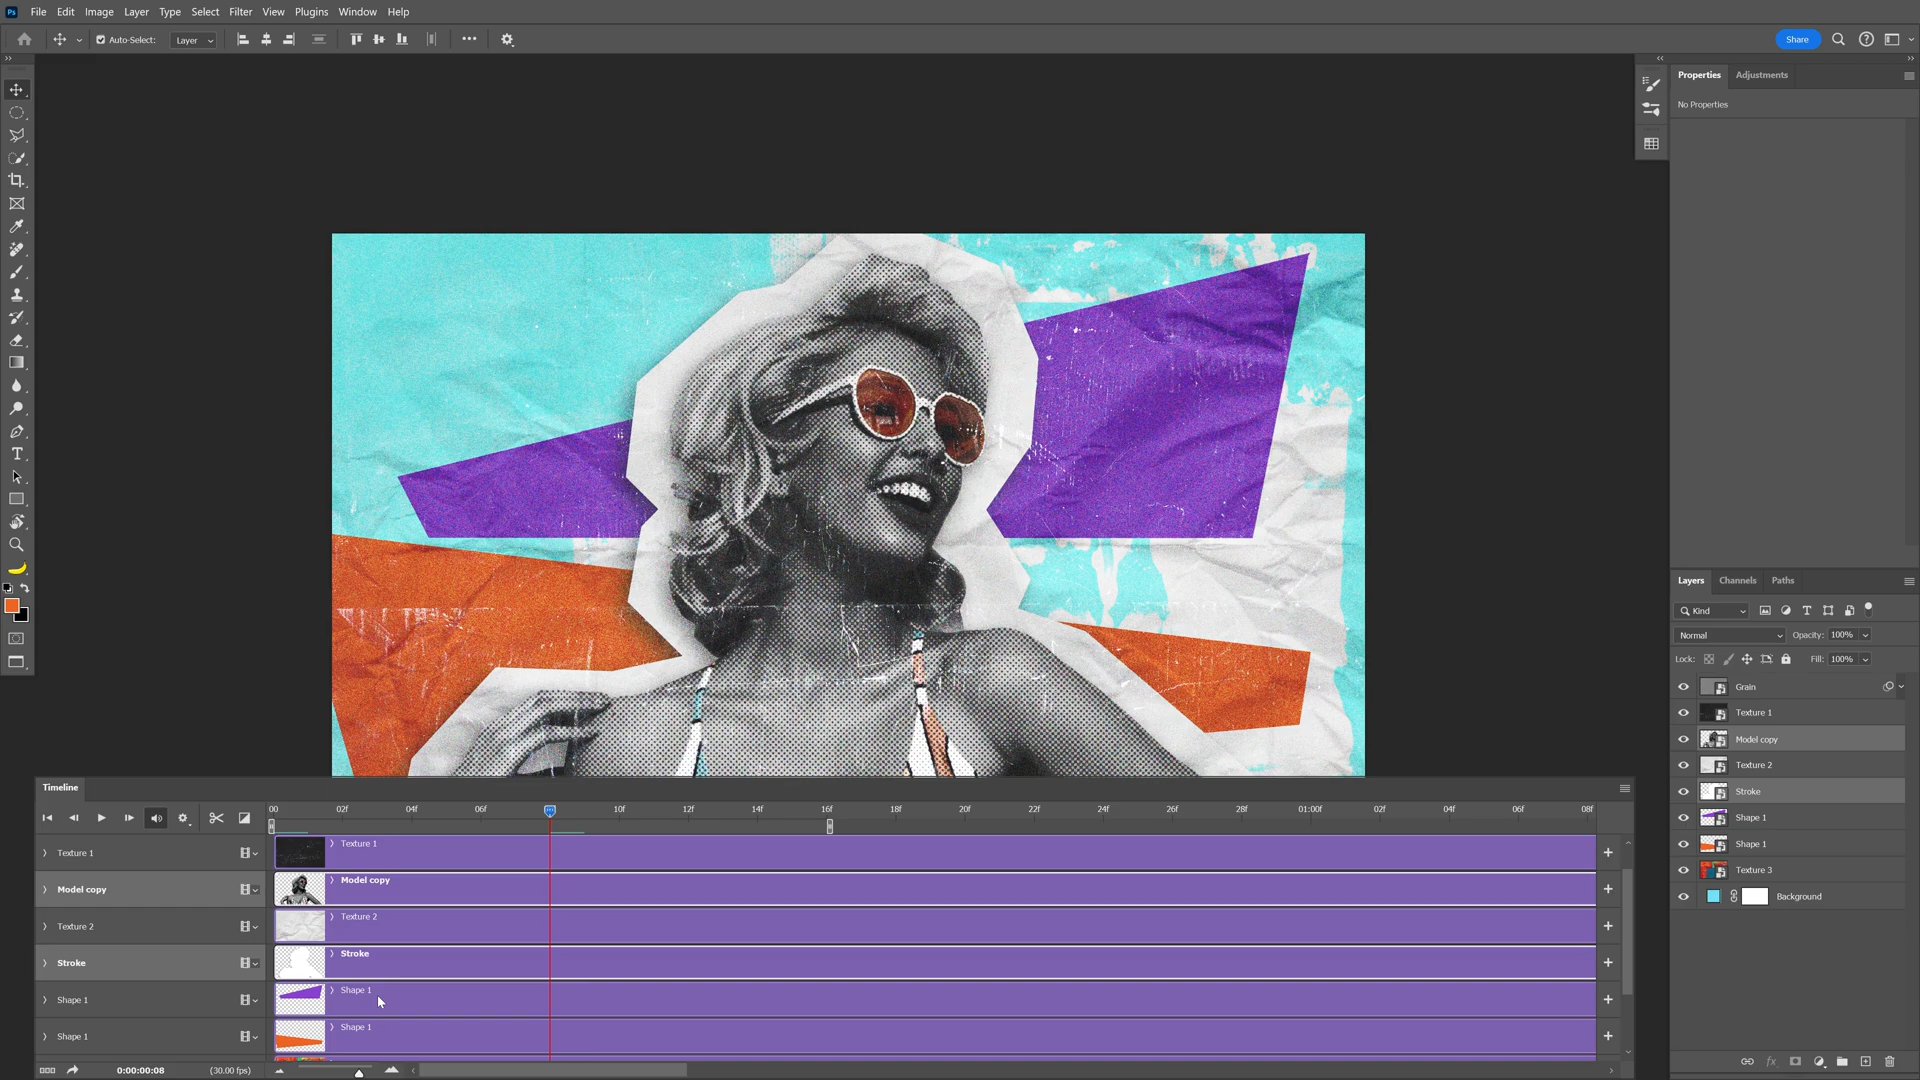 Ps File Edit Image Layer Type Select Filter View Plugins Window Help
Auto-Select: Layer Share
Properties Adjustments
No Properties
Layers Channels Paths
Kind
Normal Opacity: 100%
Lock: Fill: 100%
Grain
Texture 1
Model copy
Texture 2
Stroke
Shape 1
Shape 1
Texture 3
Background
Timeline
00 02f 04f 06f 10f 12f 14f 16f 18f 20f 22f 24f 26f 28f 01:00f 02f 04f 06f 08f
Texture 1 Texture 1
Model copy Model copy
Texture 2 Texture 2
Stroke Stroke
Shape 1 Shape 1
Shape 1 Shape 1
0:00:00:08 (30.00 fps)
fx